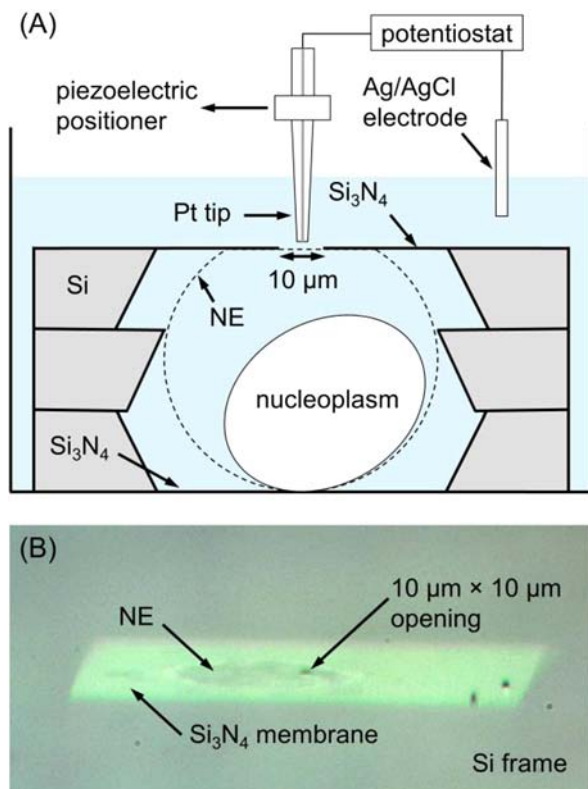 (A)
potentiostat
piezoelectric
positioner
Ag/AgCl
electrode
Pt tip
Si₃N₄
Si
10 µm
NE
nucleoplasm
Si₃N₄
(B)
10 µm × 10 µm
opening
NE
Si₃N₄ membrane
Si frame